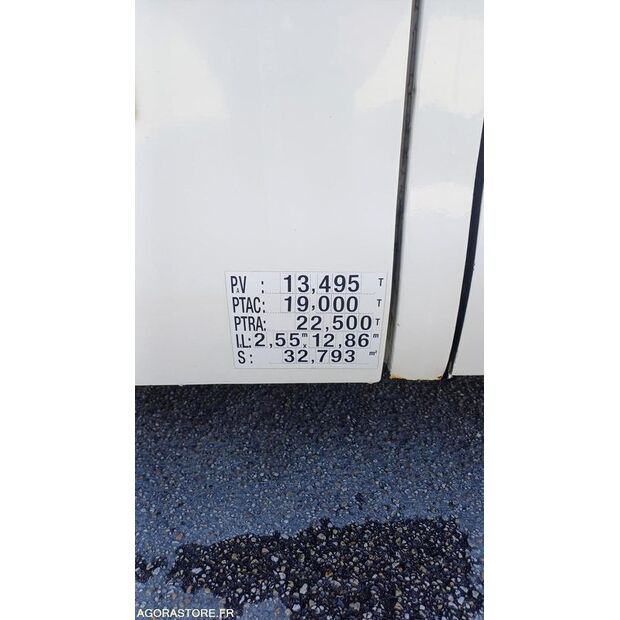 P.V : 13,495 T
PTAC: 19,000 T
PTRA: 22,500 T
l.L: 2,55 m x 12,86 m
S : 32,793 m²
AGORASTORE.FR